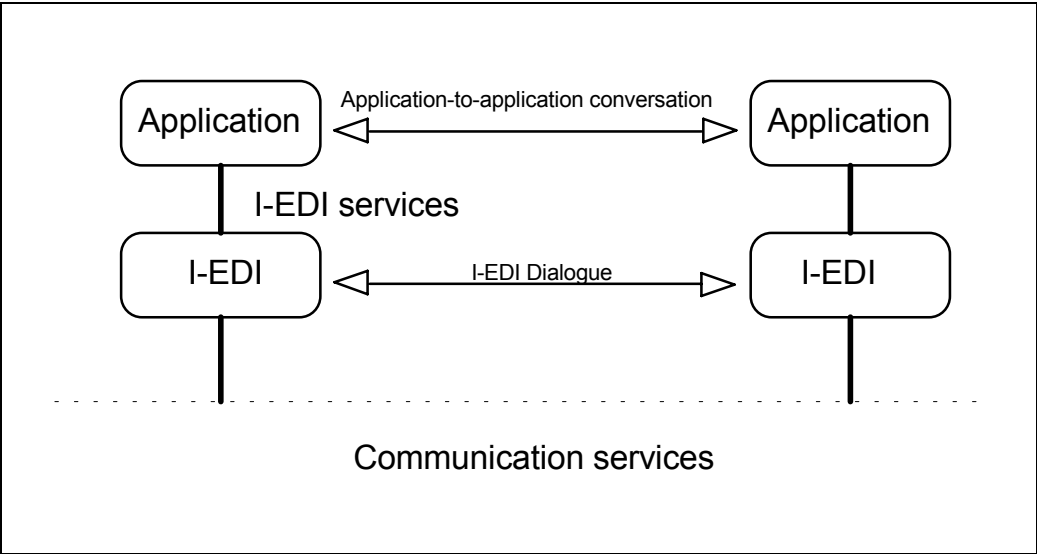 Application-to-application conversation
Application
Application
I-EDI services
I-EDI
I-EDI Dialogue
I-EDI
Communication services